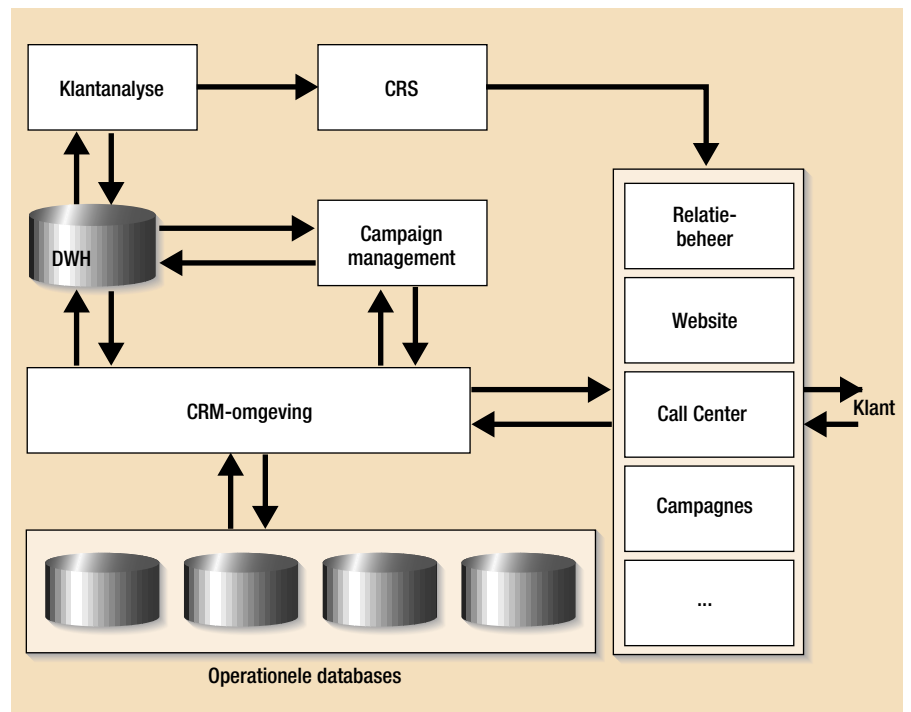 Klantanalyse
CRS
Relatie-
beheer
DWH
Campaign
management
Website
CRM-omgeving
Call Center
Klant
Campagnes
...
Operationele databases